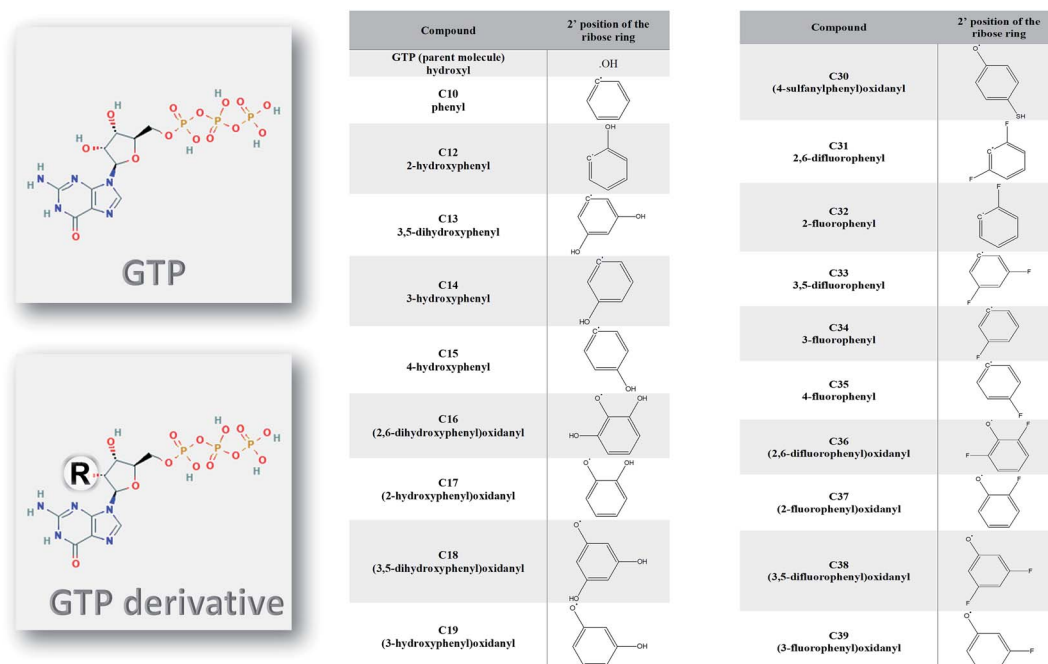 GTP
GTP derivative
Compound
2' position of the
ribose ring
GTP (parent molecule)
hydroxyl
.OH
C10
phenyl
C12
2-hydroxyphenyl
C13
3,5-dihydroxyphenyl
C14
3-hydroxyphenyl
C15
4-hydroxyphenyl
C16
(2,6-dihydroxyphenyl)oxidanyl
C17
(2-hydroxyphenyl)oxidanyl
C18
(3,5-dihydroxyphenyl)oxidanyl
C19
(3-hydroxyphenyl)oxidanyl
Compound
2' position of the
ribose ring
C30
(4-sulfanylphenyl)oxidanyl
C31
2,6-difluorophenyl
C32
2-fluorophenyl
C33
3,5-difluorophenyl
C34
3-fluorophenyl
C35
4-fluorophenyl
C36
(2,6-difluorophenyl)oxidanyl
C37
(2-fluorophenyl)oxidanyl
C38
(3,5-difluorophenyl)oxidanyl
C39
(3-fluorophenyl)oxidanyl